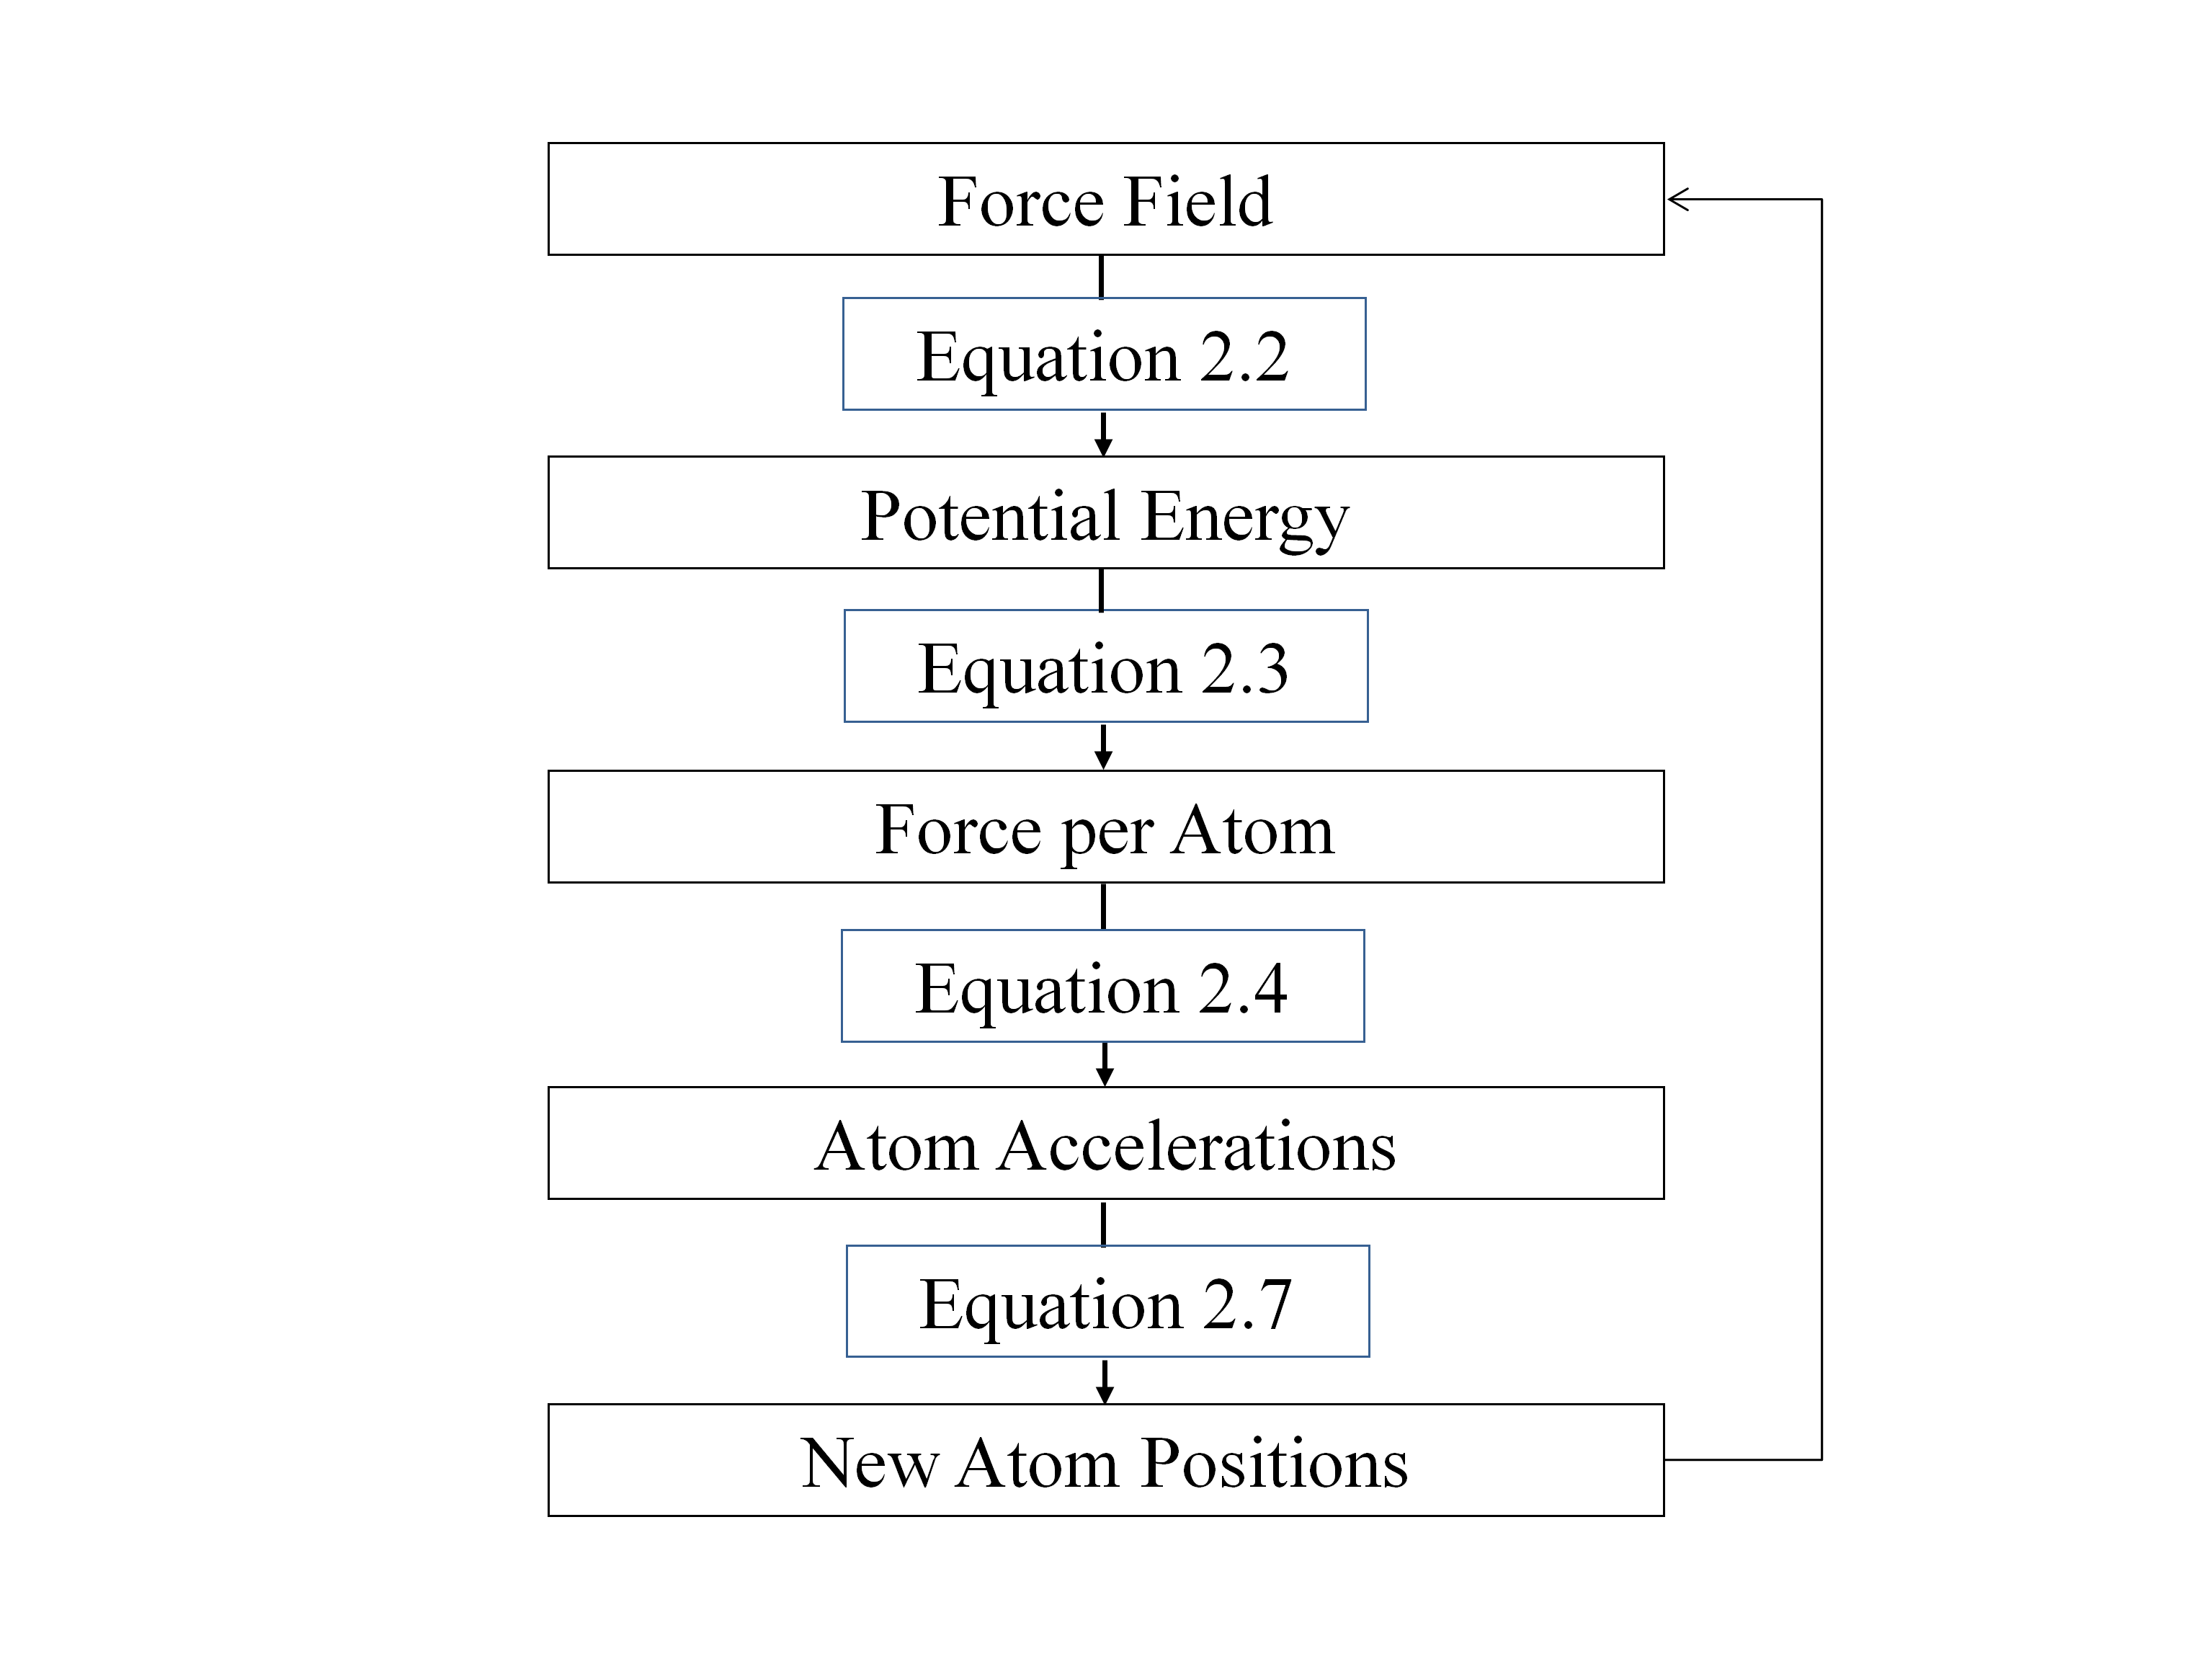 Force Field
Equation 2.2
Potential Energy
Equation 2.3
Force per Atom
Equation 2.4
Atom Accelerations
Equation 2.7
New Atom Positions